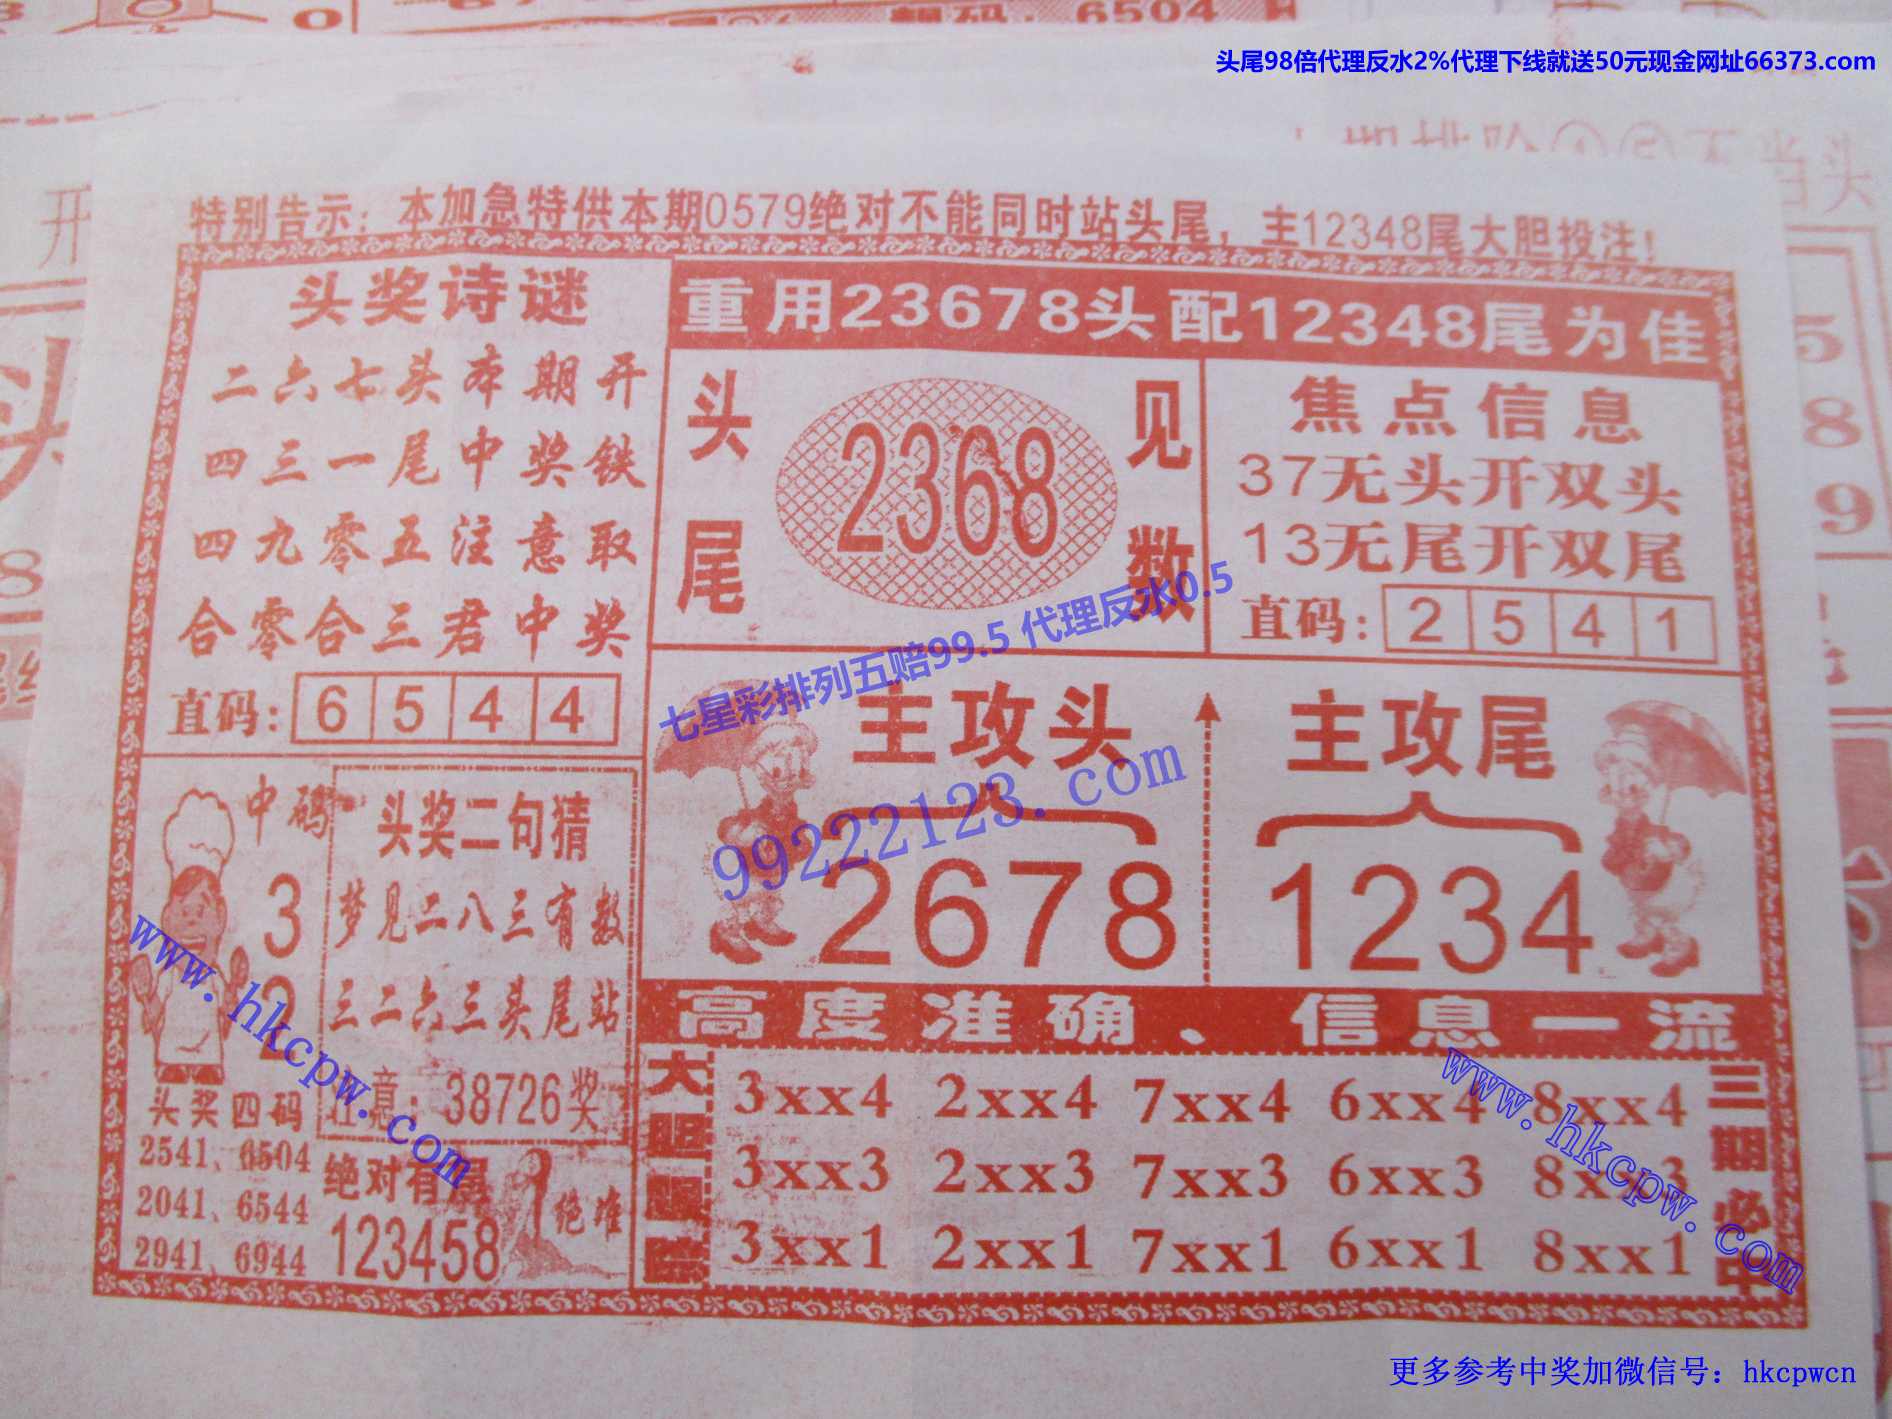 靓码：6504
头尾98倍代理反水2%代理下线就送50元现金网址66373.com
特别告示：本加急特供本期0579绝对不能同时站头尾，主12348尾大胆投注！
头奖诗谜
二六七头本期开
四三一尾中奖铁
四九零五注意取
合零合三君中奖
直码：6544
重用23678头配12348尾为佳
头尾
2368
见数
焦点信息
37无头开双头
13无尾开双尾
直码：2541
七星彩排列五赔99.5 代理反水0.5
99222123.com
主攻头
2678
主攻尾
1234
中码
3
2
头奖二句猜
梦见二八三有数
三二六三头尾站
注意：38726奖
头奖四码
2541、6504
2041、6544
2941、6944
绝对有尾
123458
绝准
高度准确、信息一流
大胆
3xx4 2xx4 7xx4 6xx4 8xx4
3xx3 2xx3 7xx3 6xx3 8xx3
3xx1 2xx1 7xx1 6xx1 8xx1
三期必中
www.hkcpw.com
www.hkcpw.com
更多参考中奖加微信号：hkcpwcn